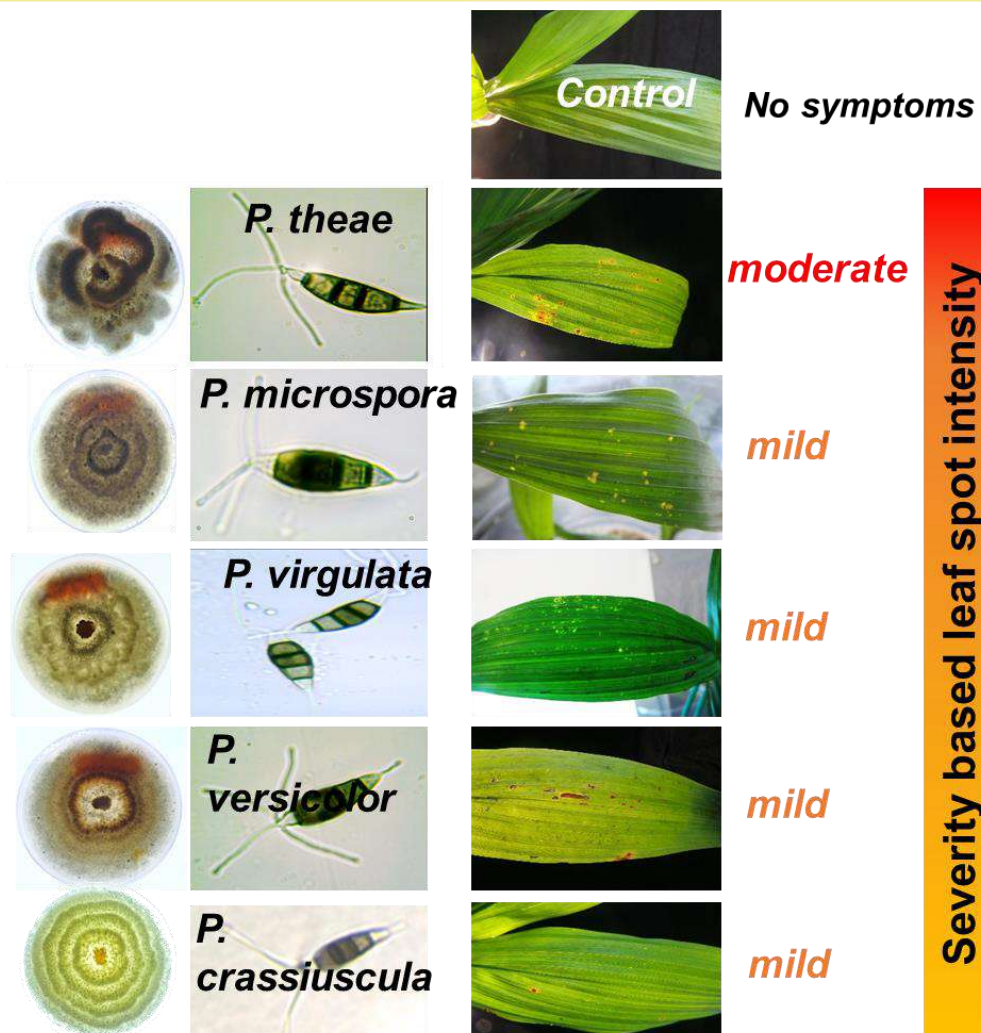 Control
No symptoms
P. theae
moderate
P. microspora
mild
P. virgulata
mild
P.
versicolor
mild
P.
crassiuscula
mild
Severity based leaf spot intensity